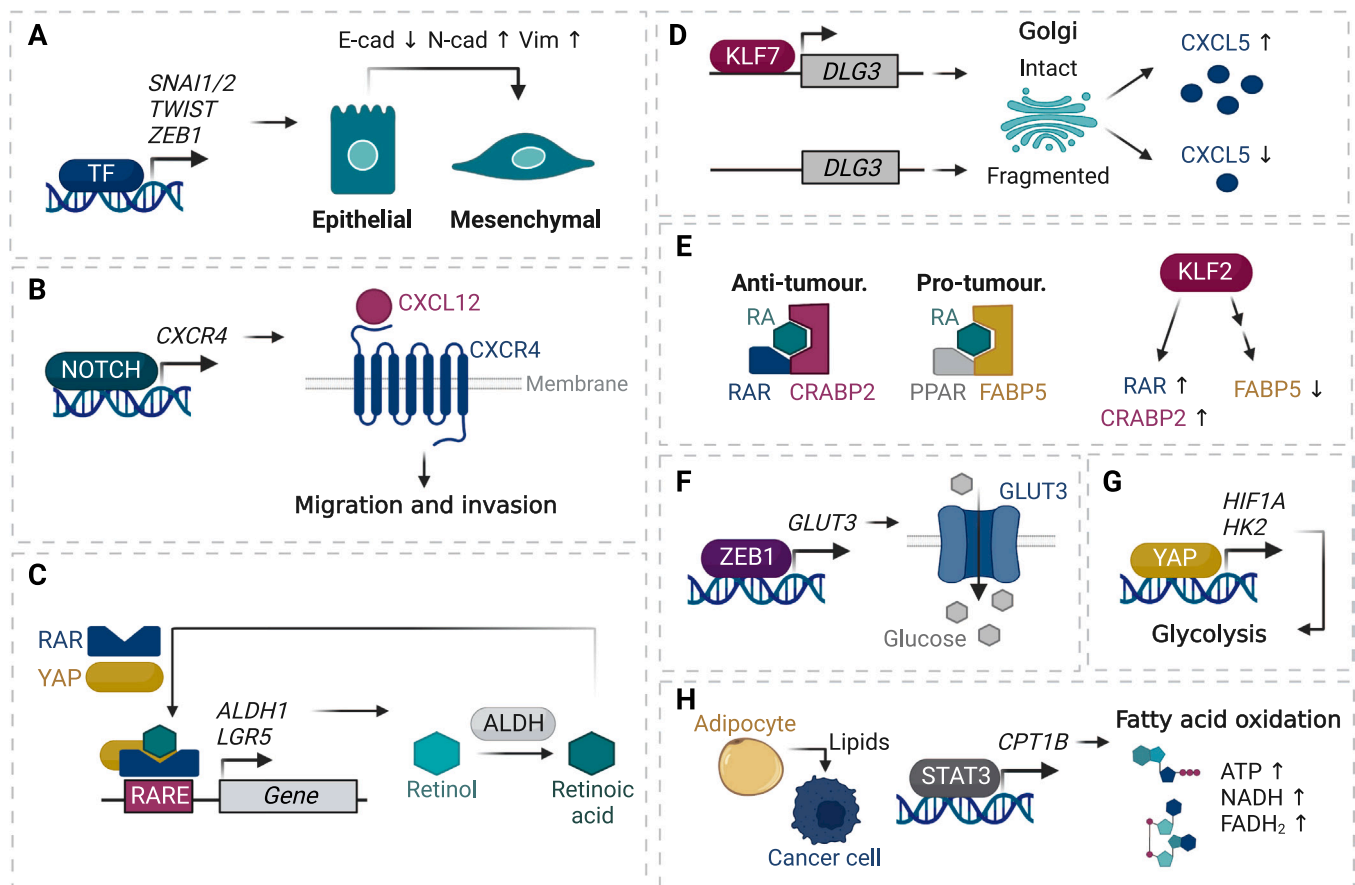 A
E-cad ↓ N-cad ↑ Vim ↑
SNAI1/2
TWIST
ZEB1
TF
Epithelial
Mesenchymal
B
CXCL12
CXCR4
CXCR4
NOTCH
Membrane
Migration and invasion
C
RAR
YAP
ALDH1
LGR5
ALDH
RARE
Gene
Retinol
Retinoic
acid
D
KLF7
DLG3
Golgi
Intact
CXCL5 ↑
DLG3
Fragmented
CXCL5 ↓
E
Anti-tumour.
Pro-tumour.
KLF2
RA
RA
RAR
CRABP2
PPAR
FABP5
RAR ↑
CRABP2 ↑
FABP5 ↓
F
GLUT3
GLUT3
ZEB1
Glucose
G
HIF1A
HK2
YAP
Glycolysis
H
Adipocyte
Lipids
Cancer cell
CPT1B
STAT3
Fatty acid oxidation
ATP ↑
NADH ↑
FADH₂ ↑